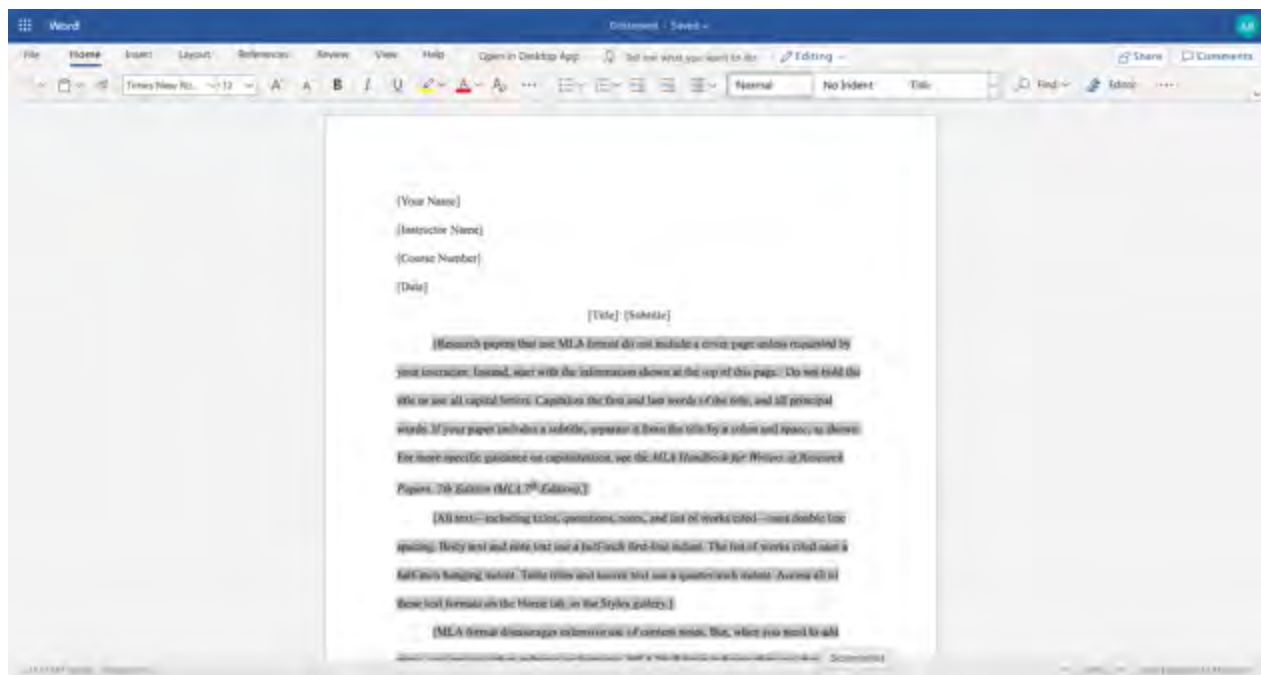 Word
Document - Saved
AR
File Home Insert Layout References Review View Help Open in Desktop App Tell me what you want to do Editing Share Comments
Times New Ro... 12 A A B I U A Normal No Indent Title Find Editor
[Your Name]
[Instructor Name]
[Course Number]
[Date]
[Title]: [Subtitle]
[Research papers that use MLA format do not include a cover page unless requested by
your instructor. Instead, start with the information shown at the top of this page. Do not bold the
title or use all capital letters. Capitalize the first and last words of the title, and all principal
words. If your paper includes a subtitle, separate it from the title by a colon and space, as shown.
For more specific guidance on capitalization, see the MLA Handbook for Writers of Research
Papers, 7th Edition (MLA 7th Edition).]
[All text—including titles, quotations, notes, and list of works cited—uses double line
spacing. Body text and note text use a half-inch first-line indent. The list of works cited uses a
half-inch hanging indent. Table titles and source text use a quarter-inch indent. Access all of
these text formats on the Home tab, in the Styles gallery.]
[MLA format discourages extensive use of content notes. But, when you need to add
Screenshot